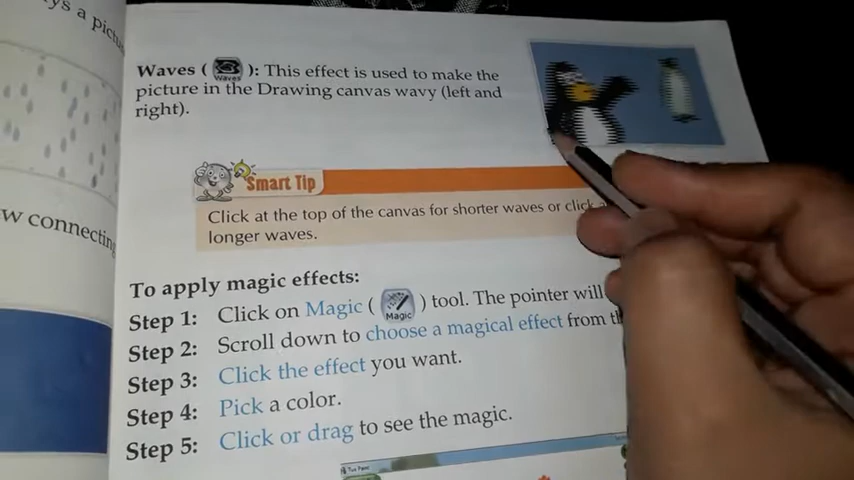 ys a pictu
Waves ( Waves ): This effect is used to make the
picture in the Drawing canvas wavy (left and
right).
Smart Tip
Click at the top of the canvas for shorter waves or click
longer waves.
w connecting
To apply magic effects:
Step 1: Click on Magic ( Magic ) tool. The pointer will
Step 2: Scroll down to choose a magical effect from th
Step 3: Click the effect you want.
Step 4: Pick a color.
Step 5: Click or drag to see the magic.
Tux Paint